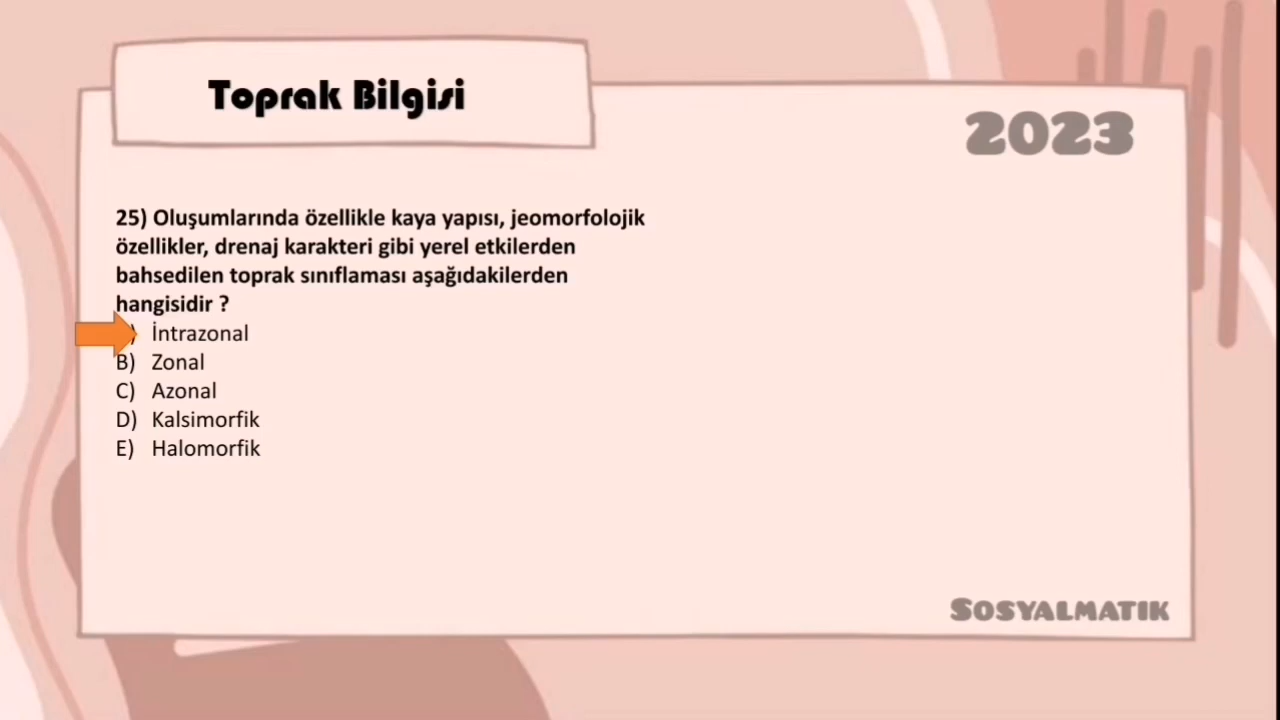 Toprak Bilgisi
2023
25) Oluşumlarında özellikle kaya yapısı, jeomorfolojik
özellikler, drenaj karakteri gibi yerel etkilerden
bahsedilen toprak sınıflaması aşağıdakilerden
hangisidir ?
) İntrazonal
B) Zonal
C) Azonal
D) Kalsimorfik
E) Halomorfik
SOSYALMATIK